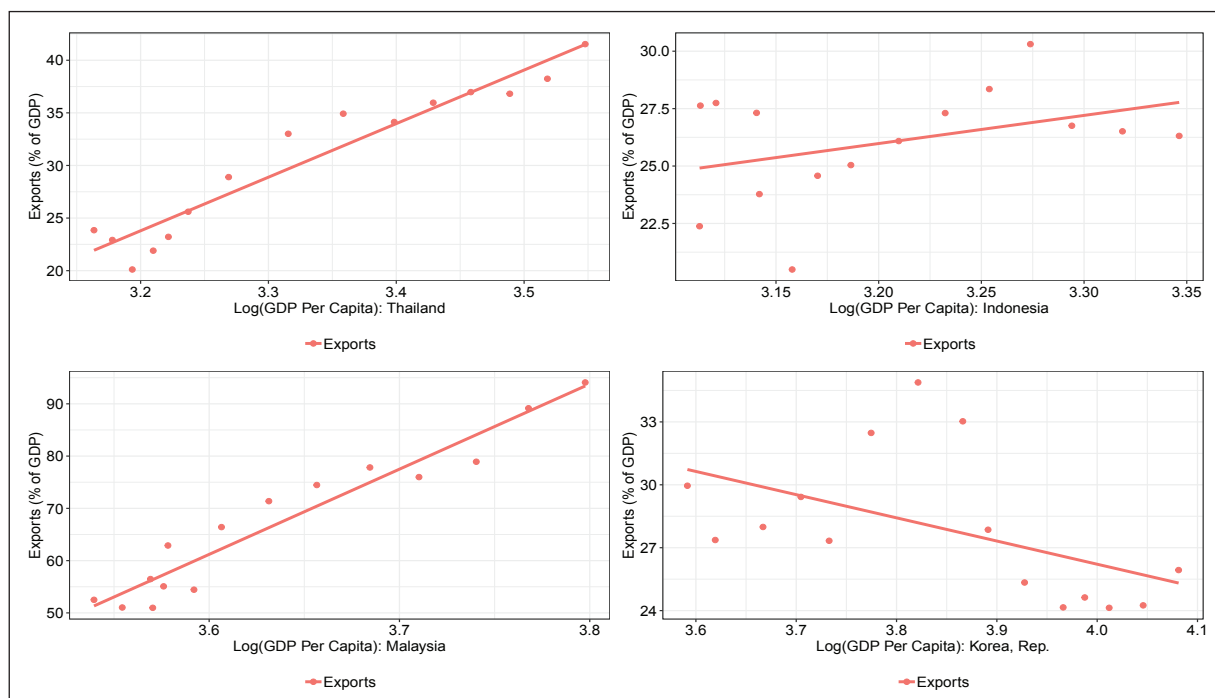 Exports (% of GDP)
40
35
30
25
20
3.2 3.3 3.4 3.5
Log(GDP Per Capita): Thailand
Exports
Exports (% of GDP)
30.0
27.5
25.0
22.5
3.15 3.20 3.25 3.30 3.35
Log(GDP Per Capita): Indonesia
Exports
Exports (% of GDP)
90
80
70
60
50
3.6 3.7 3.8
Log(GDP Per Capita): Malaysia
Exports
Exports (% of GDP)
33
30
27
24
3.6 3.7 3.8 3.9 4.0 4.1
Log(GDP Per Capita): Korea, Rep.
Exports